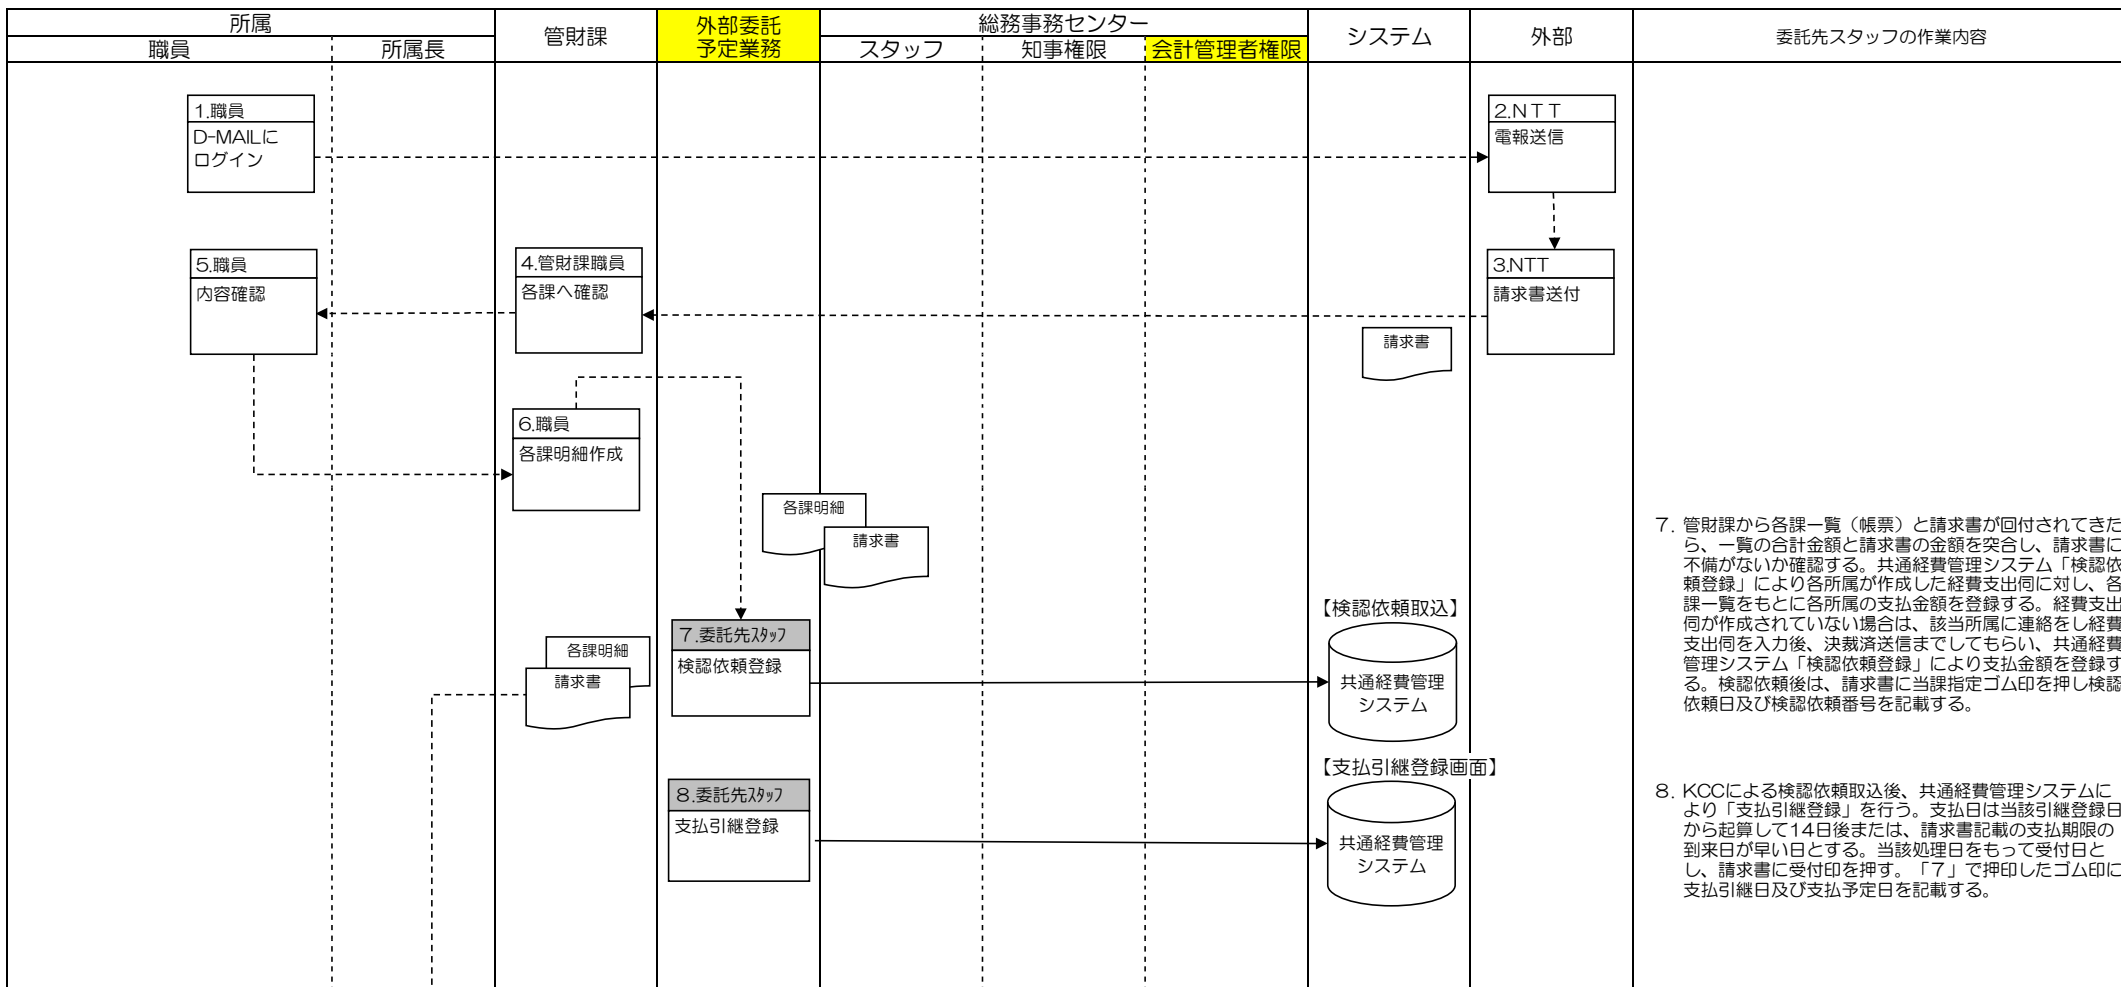 所属
管財課
外部委託
予定業務
総務事務センター
システム
外部
委託先スタッフの作業内容
職員
所属長
スタッフ
知事権限
会計管理者権限
1.職員
D-MAILに
ログイン
2.NTT
電報送信
5.職員
内容確認
4.管財課職員
各課へ確認
3.NTT
請求書送付
請求書
6.職員
各課明細作成
各課明細
請求書
7. 管財課から各課一覧（帳票）と請求書が回付されてきた
ら、一覧の合計金額と請求書の金額を突合し、請求書に
不備がないか確認する。共通経費管理システム「検認依
頼登録」により各所属が作成した経費支出伺に対し、各
課一覧をもとに各所属の支払金額を登録する。経費支出
伺が作成されていない場合は、該当所属に連絡をし経費
支出伺を入力後、決裁済送信までしてもらい、共通経費
管理システム「検認依頼登録」により支払金額を登録す
る。検認依頼後は、請求書に当課指定ゴム印を押し検認
依頼日及び検認依頼番号を記載する。
各課明細
請求書
7.委託先ｽﾀｯﾌ
検認依頼登録
【検認依頼取込】
共通経費管理
システム
8.委託先ｽﾀｯﾌ
支払引継登録
【支払引継登録画面】
共通経費管理
システム
8. KCCによる検認依頼取込後、共通経費管理システムに
より「支払引継登録」を行う。支払日は当該引継登録日
から起算して14日後または、請求書記載の支払期限の
到来日が早い日とする。当該処理日をもって受付日と
し、請求書に受付印を押す。「7」で押印したゴム印に
支払引継日及び支払予定日を記載する。